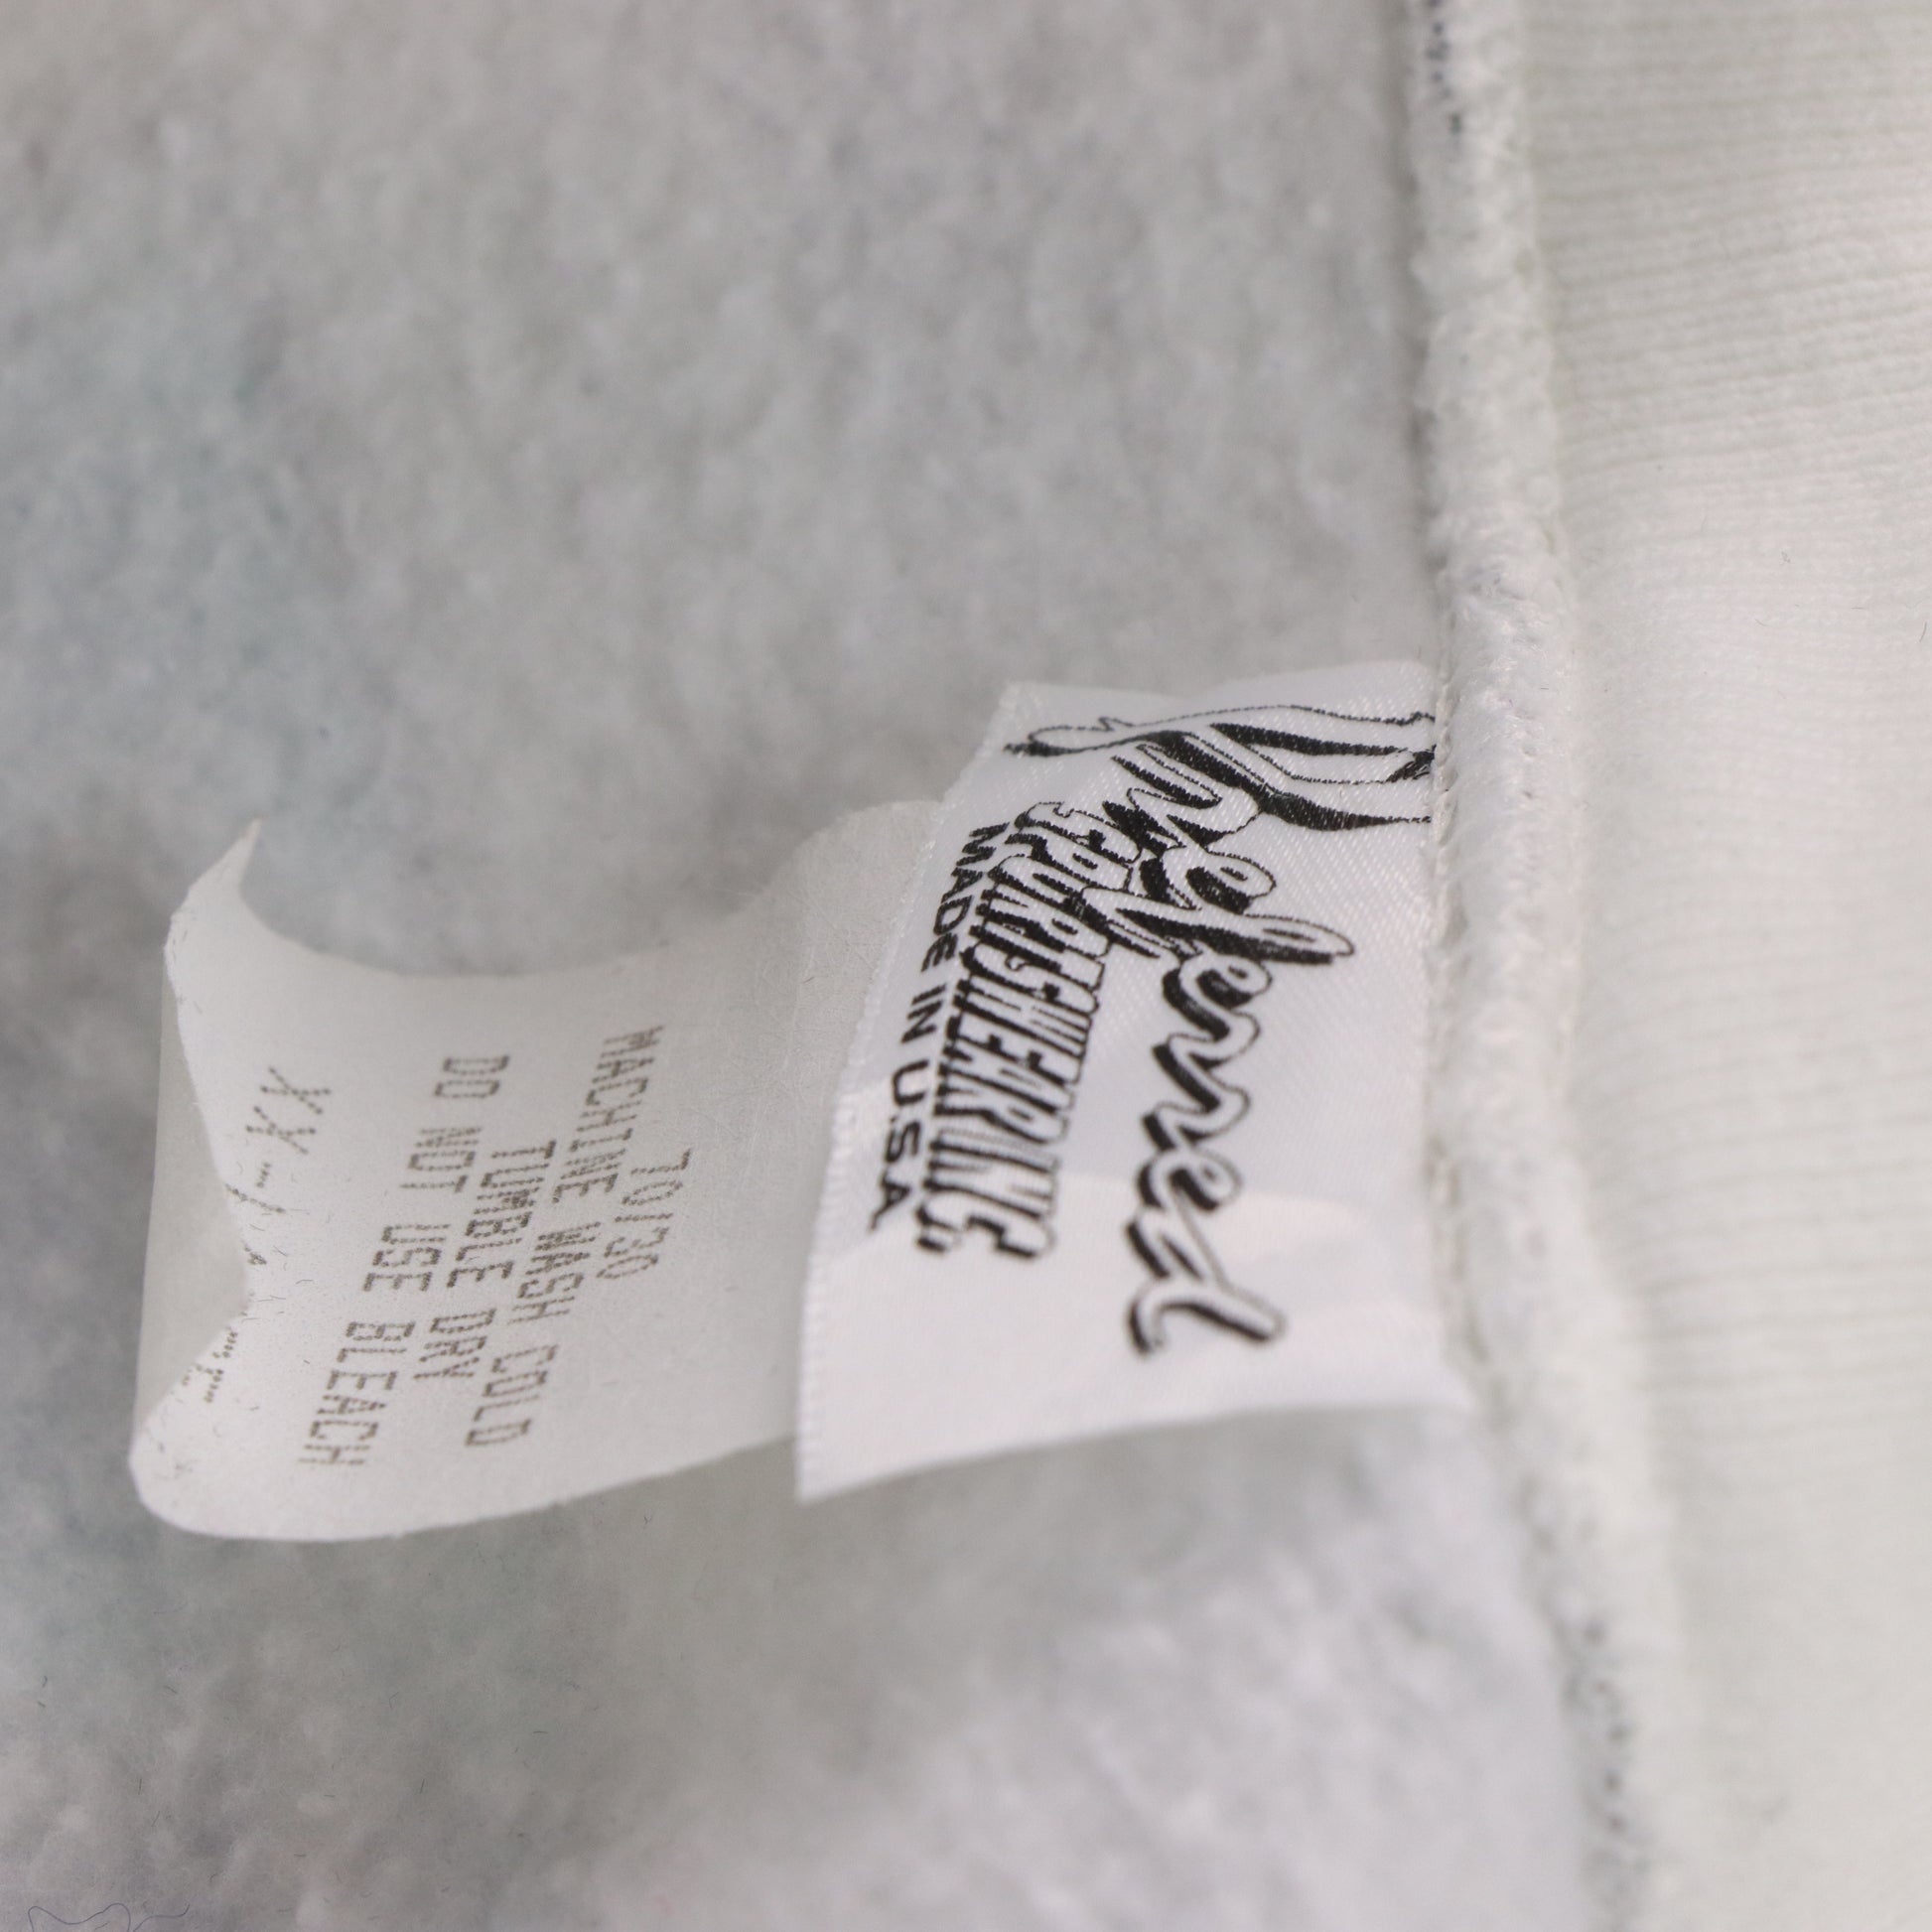 MADE IN U.S.A.
70/30
MACHINE WASH COLD
TUMBLE DRY
DO NOT USE BLEACH
XX-L